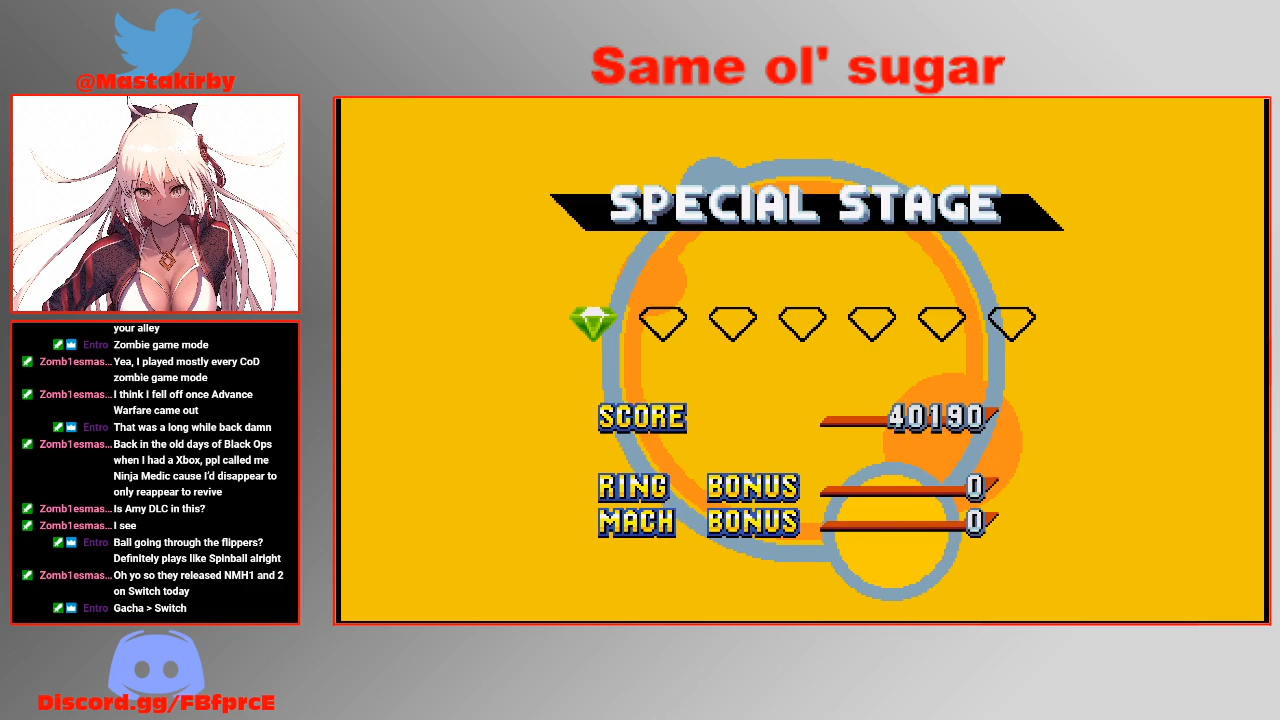 @Mastakirby
Same ol' sugar
SPECIAL STAGE
SCORE 40190
RING BONUS 0
MACH BONUS 0
your alley
Entro Zombie game mode
Zomb1esmas... Yea, I played mostly every CoD
zombie game mode
Zomb1esmas... I think I fell off once Advance
Warfare came out
Entro That was a long while back damn
Zomb1esmas... Back in the old days of Black Ops
when I had a Xbox, ppl called me
Ninja Medic cause I'd disappear to
only reappear to revive
Zomb1esmas... Is Amy DLC in this?
Zomb1esmas... I see
Entro Ball going through the flippers?
Definitely plays like Spinball alright
Zomb1esmas... Oh yo so they released NMH1 and 2
on Switch today
Entro Gacha > Switch
Discord.gg/FBfprcE